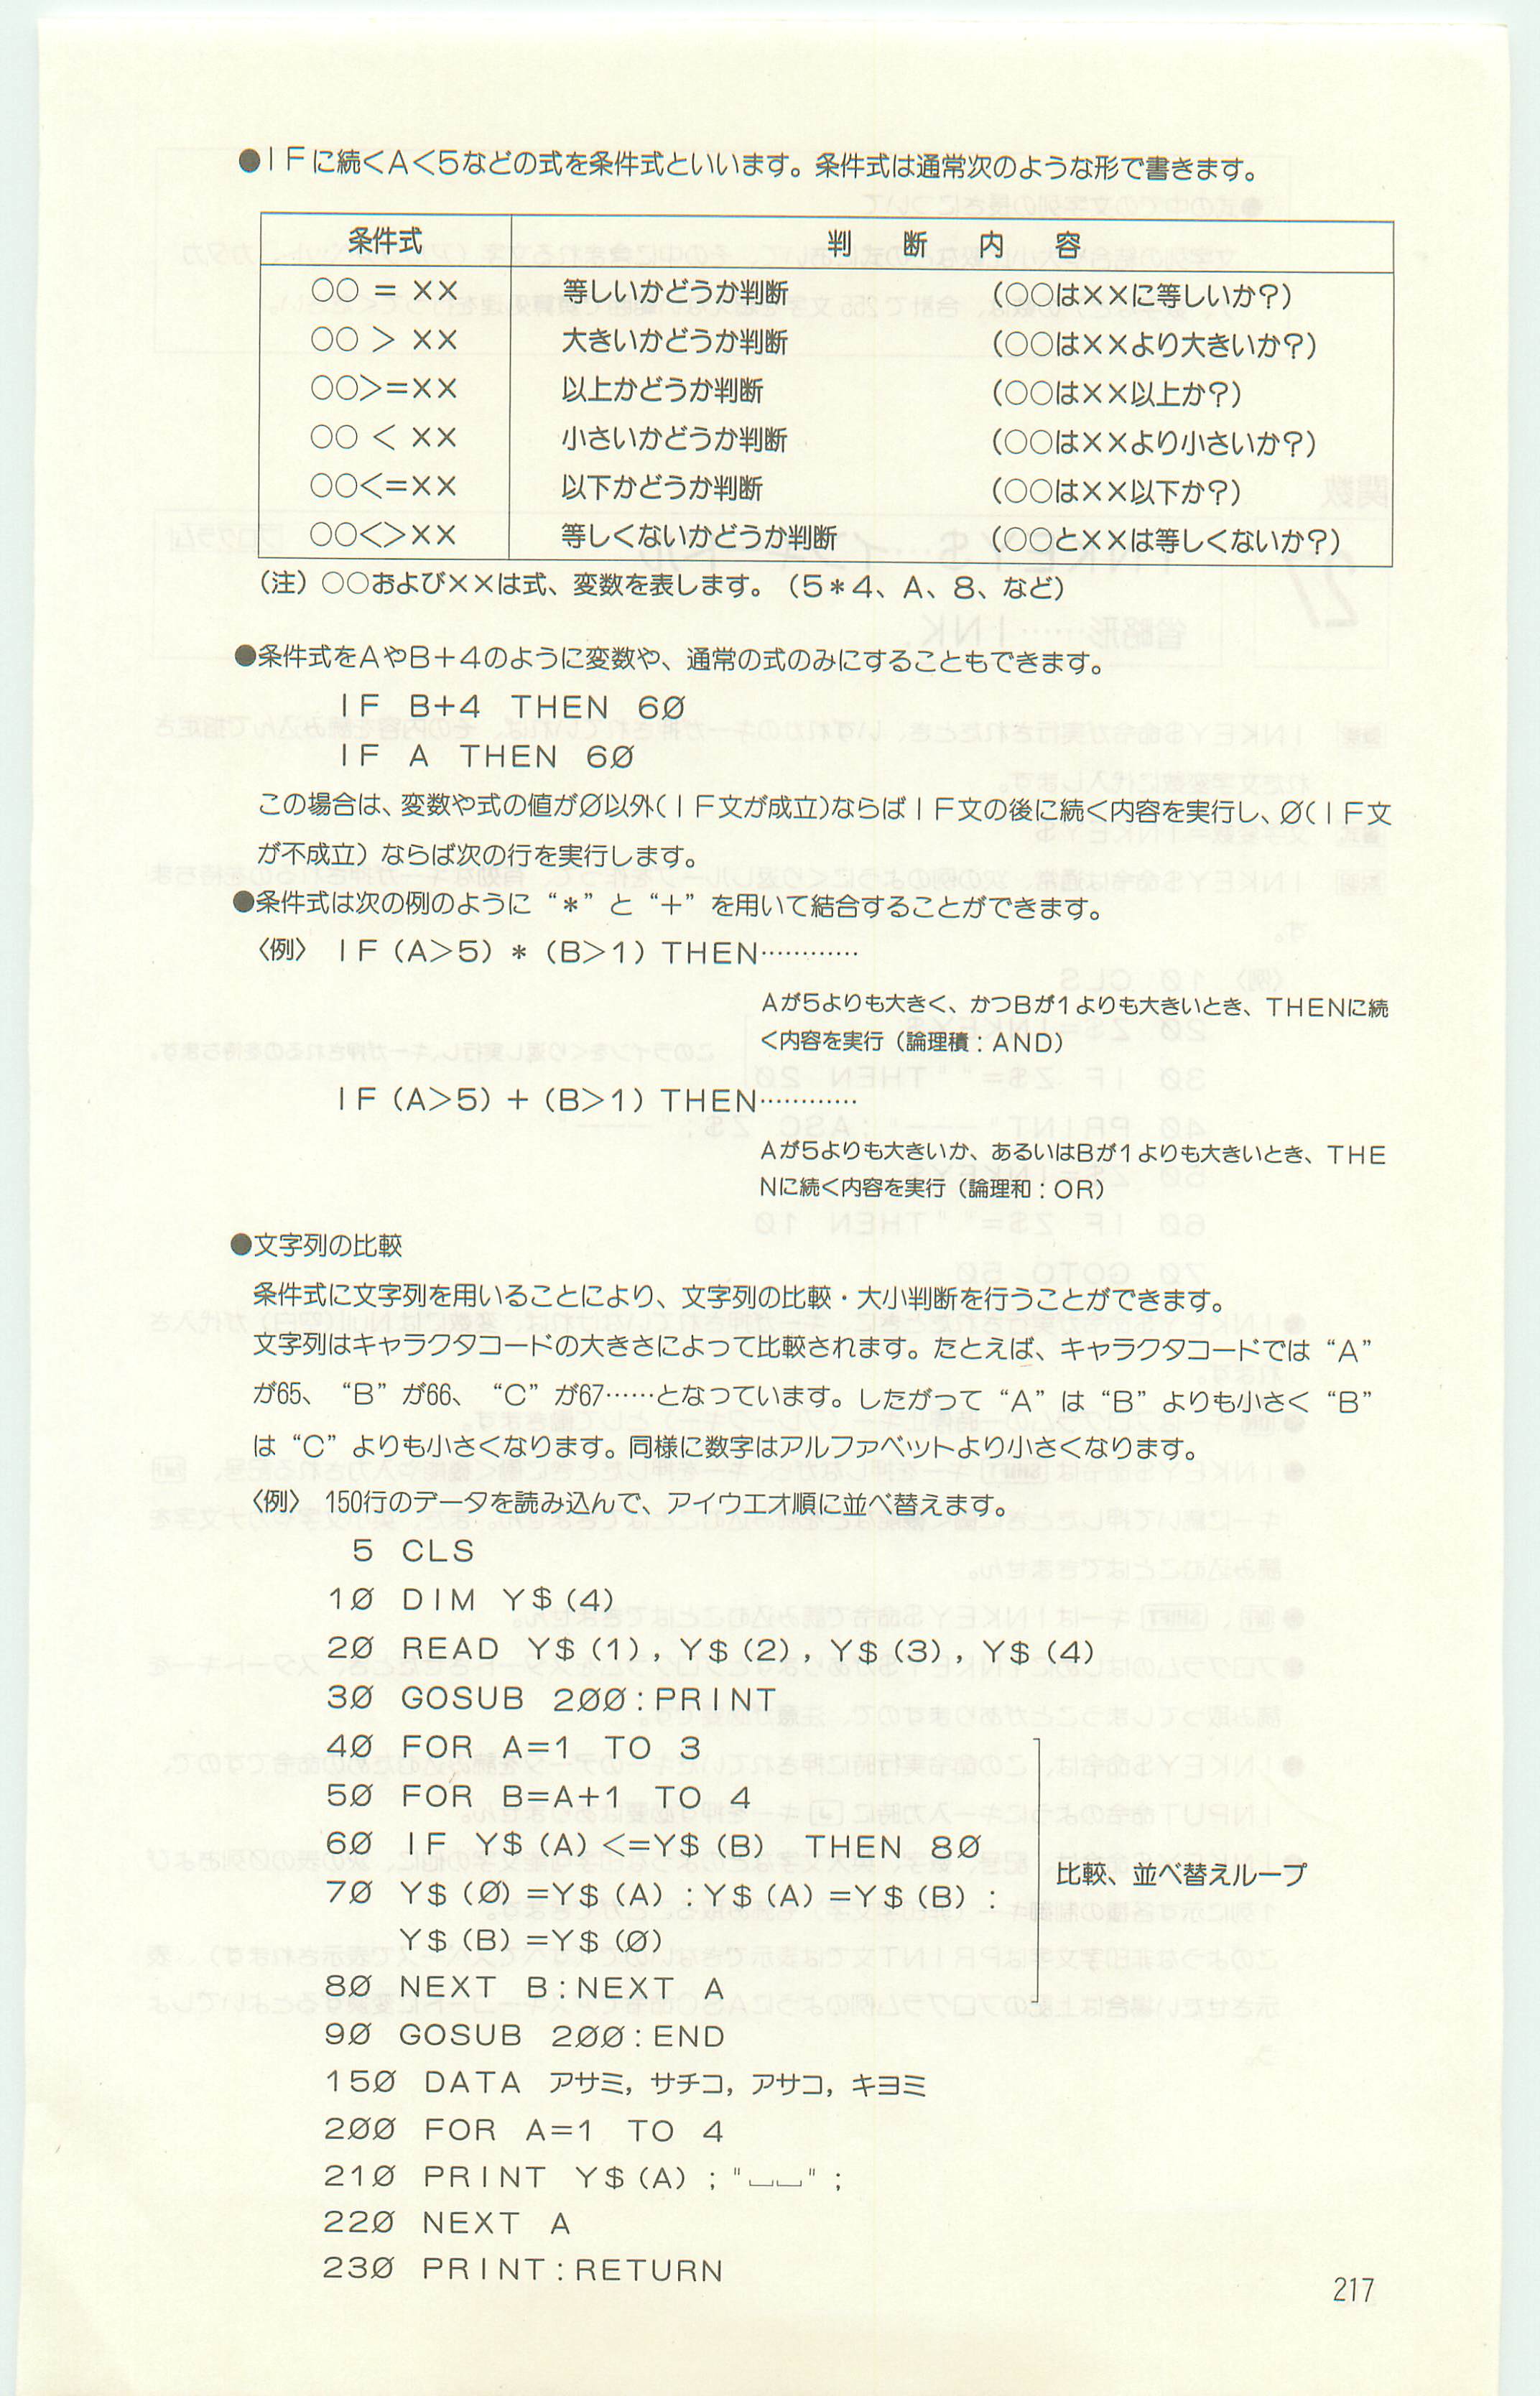 ●IFに続くA<5などの式を条件式といいます。条件式は通常次のような形で書きます。
条件式 判断内容
○○ = ×× 等しいかどうか判断 (○○は××に等しいか?)
○○ > ×× 大きいかどうか判断 (○○は××より大きいか?)
○○>=×× 以上かどうか判断 (○○は××以上か?)
○○ < ×× 小さいかどうか判断 (○○は××より小さいか?)
○○<=×× 以下かどうか判断 (○○は××以下か?)
○○<>×× 等しくないかどうか判断 (○○と××は等しくないか?)
(注) ○○および××は式、変数を表します。(5*4、A、8、など)
●条件式をAやB+4のように変数や、通常の式のみにすることもできます。
IF B+4 THEN 6Ø
IF A THEN 6Ø
この場合は、変数や式の値がØ以外(IF文が成立)ならばIF文の後に続く内容を実行し、Ø(IF文
が不成立)ならば次の行を実行します。
●条件式は次の例のように“*”と“+”を用いて結合することができます。
〈例〉 IF(A>5)*(B>1)THEN…………
Aが5よりも大きく、かつBが1よりも大きいとき、THENに続
く内容を実行(論理積:AND)
IF(A>5)+(B>1)THEN…………
Aが5よりも大きいか、あるいはBが1よりも大きいとき、THE
Nに続く内容を実行(論理和:OR)
●文字列の比較
条件式に文字列を用いることにより、文字列の比較・大小判断を行うことができます。
文字列はキャラクタコードの大きさによって比較されます。たとえば、キャラクタコードでは“A”
が65、“B”が66、“C”が67……となつています。したがって“A”は“B”よりも小さく“B”
は“C”よりも小さくなります。同様に数字はアルファベットより小さくなります。
〈例〉 150行のデータを読み込んで、アイウエオ順に並べ替えます。
5 CLS
1Ø DIM Y$(4)
2Ø READ Y$(1),Y$(2),Y$(3),Y$(4)
3Ø GOSUB 2ØØ:PRINT
4Ø FOR A=1 TO 3
5Ø FOR B=A+1 TO 4
6Ø IF Y$(A)<=Y$(B) THEN 8Ø
7Ø Y$(Ø)=Y$(A):Y$(A)=Y$(B):
Y$(B)=Y$(Ø)
8Ø NEXT B:NEXT A
比較、並べ替えループ
9Ø GOSUB 2ØØ:END
15Ø DATA アサミ,サチコ,アサコ,キヨミ
2ØØ FOR A=1 TO 4
21Ø PRINT Y$(A);"⎵⎵";
22Ø NEXT A
23Ø PRINT:RETURN
217